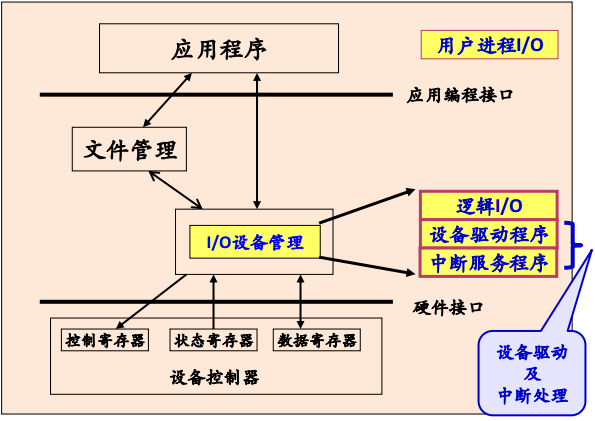 应用程序
用户进程I/O
应用编程接口
文件管理
I/O设备管理
逻辑I/O
设备驱动程序
中断服务程序
硬件接口
控制寄存器
状态寄存器
数据寄存器
设备控制器
设备驱动
及
中断处理